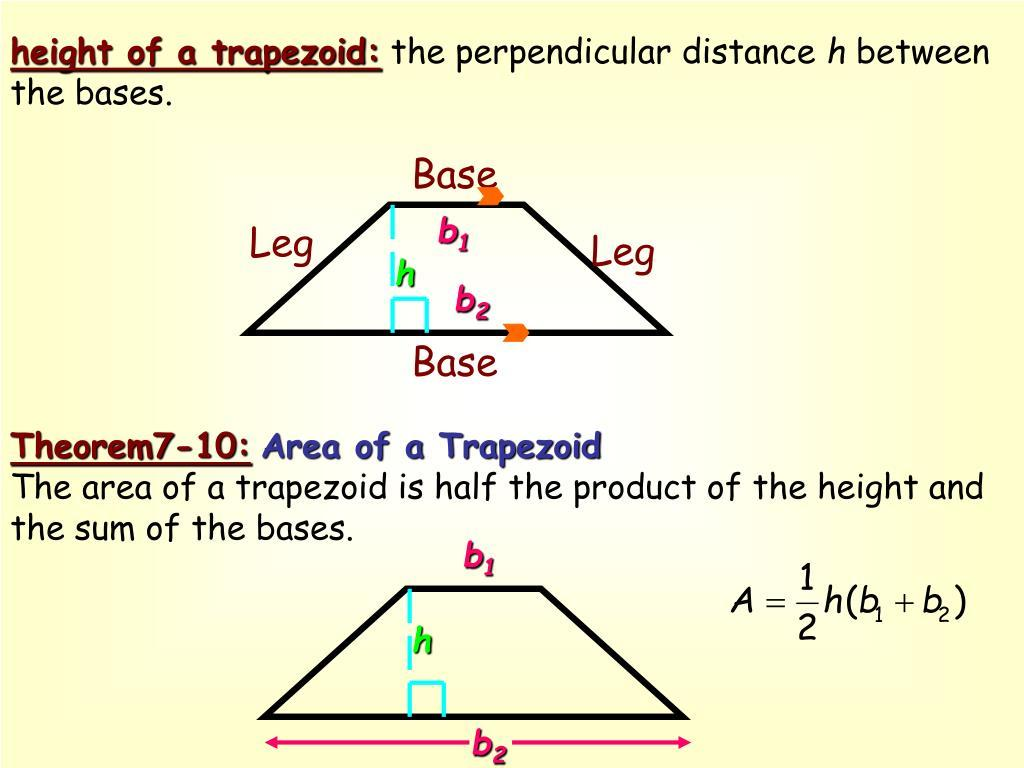 height of a trapezoid: the perpendicular distance h between
the bases.
Base
b₁
Leg
Leg
h
b₂
Base
Theorem7-10: Area of a Trapezoid
The area of a trapezoid is half the product of the height and
the sum of the bases.
b₁
A = 1/2 h(b₁ + b₂)
h
b₂